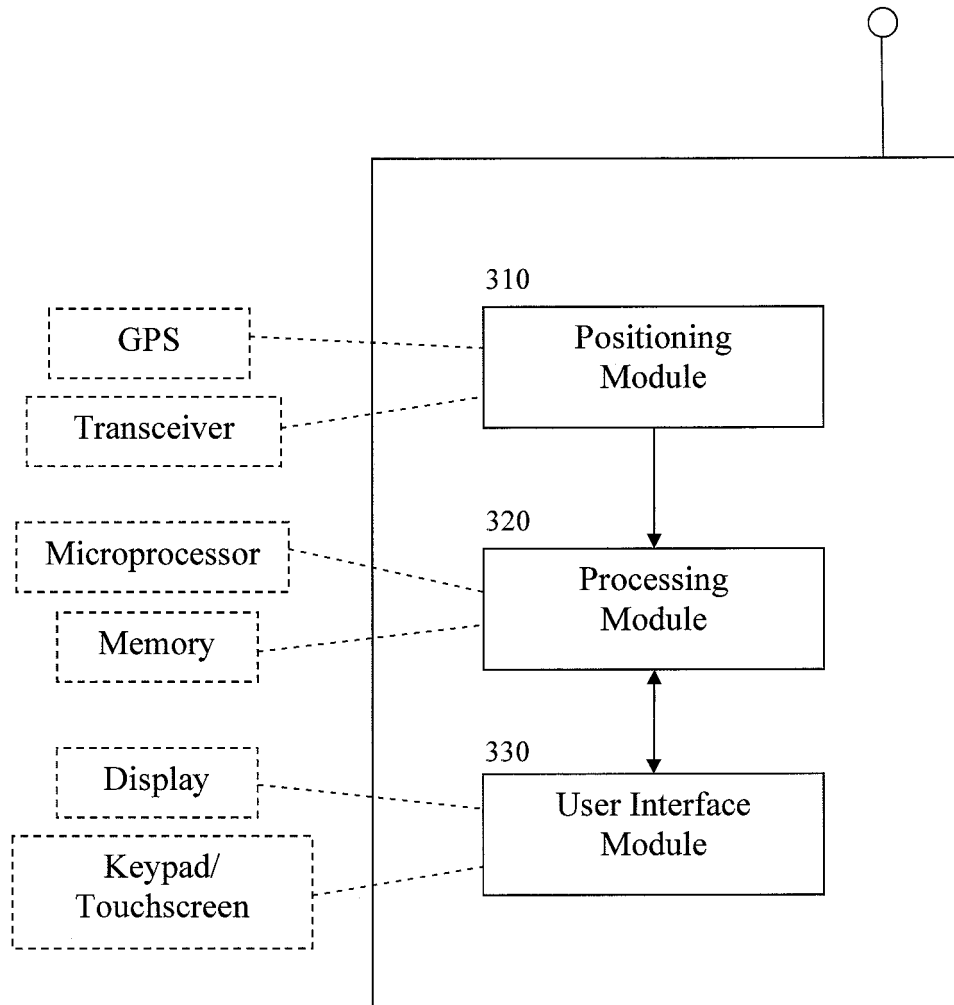 310
GPS
Positioning
Module
Transceiver
320
Microprocessor
Processing
Module
Memory
330
Display
User Interface
Module
Keypad/
Touchscreen